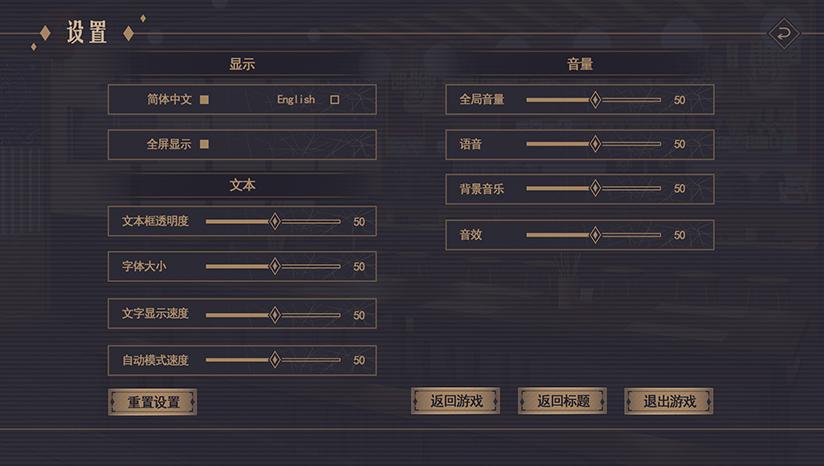 设置
显示
简体中文 English
全屏显示
文本
文本框透明度 50
字体大小 50
文字显示速度 50
自动模式速度 50
重置设置
音量
全局音量 50
语音 50
背景音乐 50
音效 50
返回游戏 返回标题 退出游戏